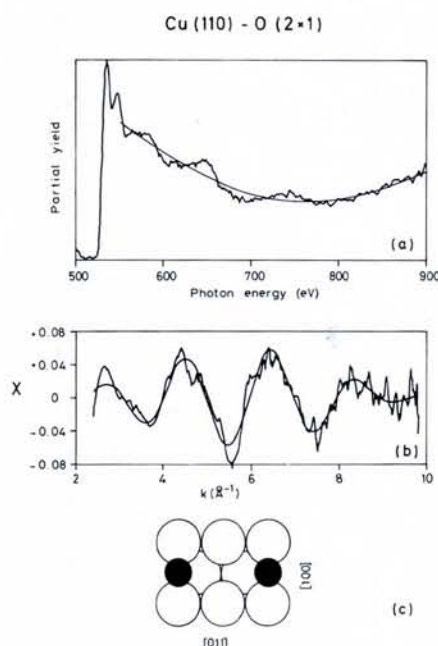 Cu (110) - O (2×1)
Partial yield
(a)
500 600 700 800 900
Photon energy (eV)
+0.08
+0.04
X
0
-0.04
-0.08
(b)
2 4 6 8 10
k (Å⁻¹)
[100]
(c)
[011]